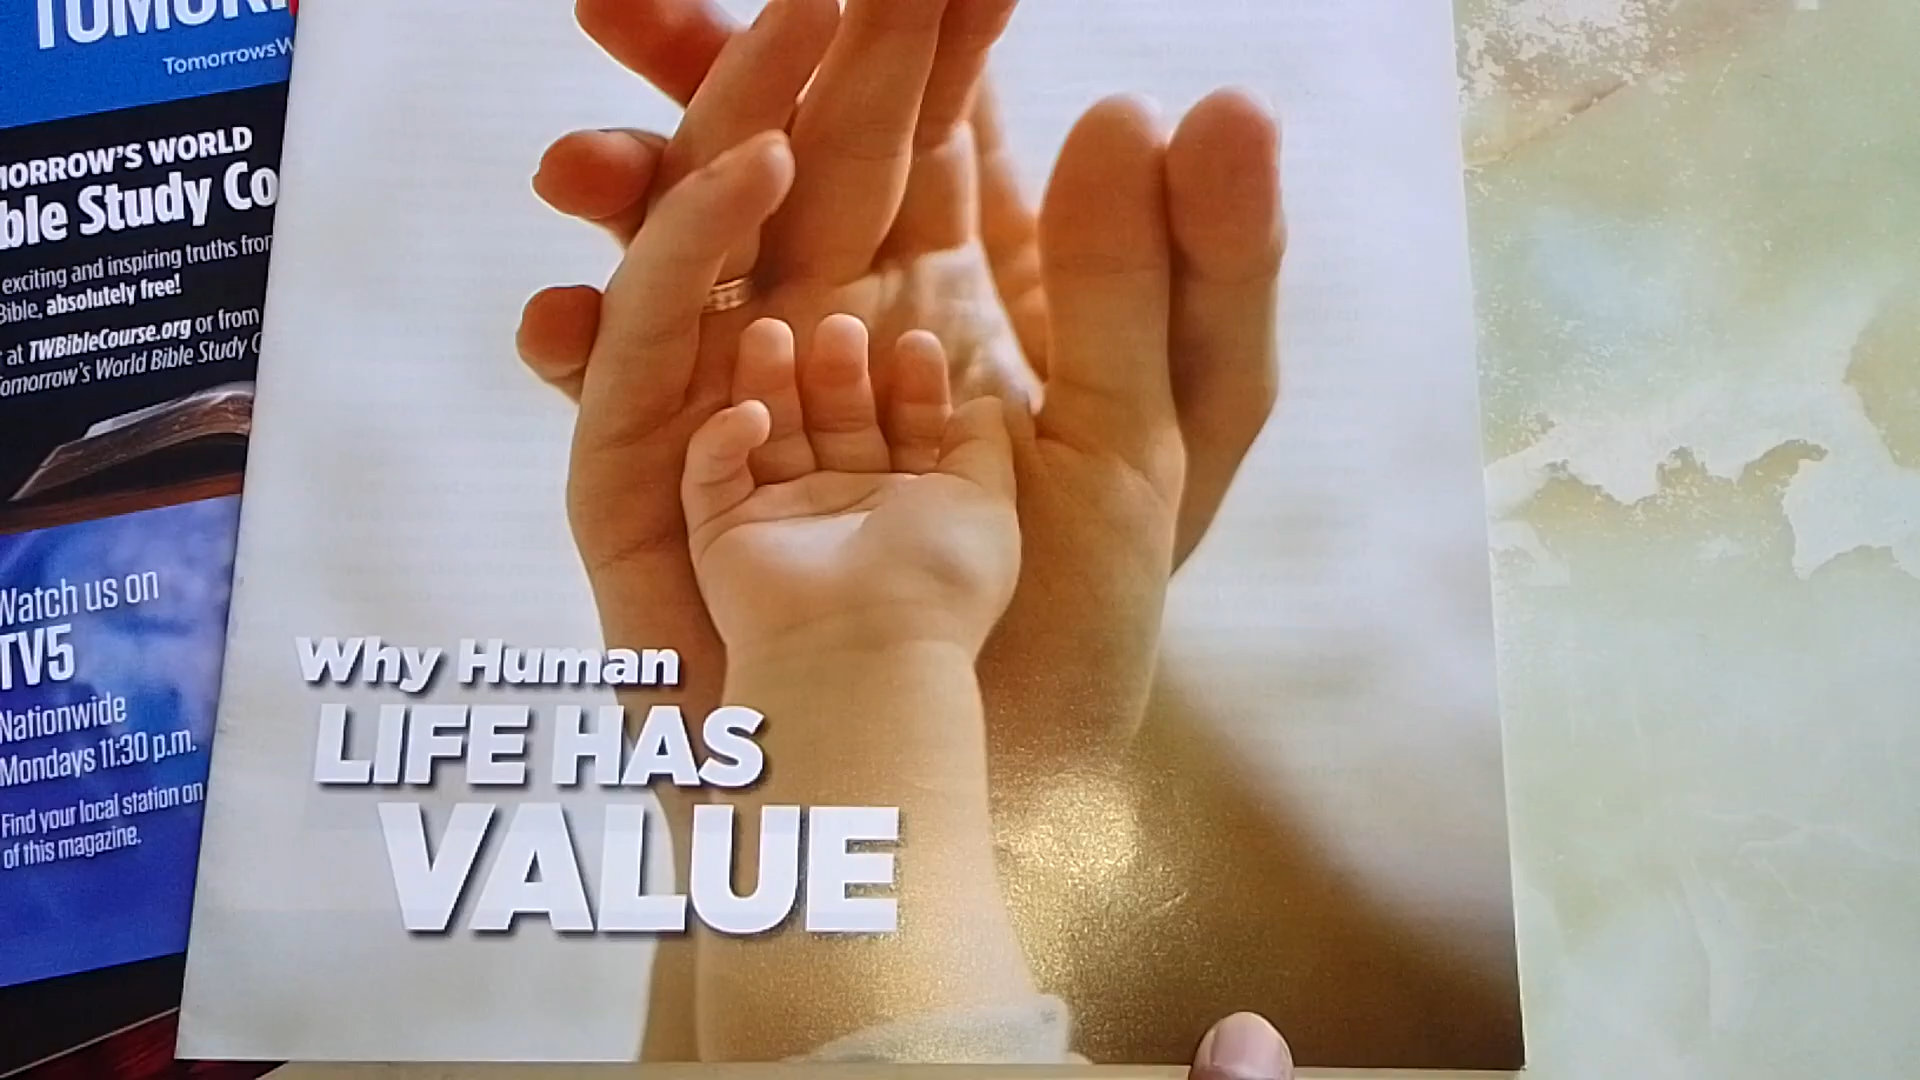 TomorrowsW
MORROW'S WORLD
ble Study Co
exciting and inspiring truths from
Bible, absolutely free!
at TWBibleCourse.org or from
Tomorrow's World Bible Study C
Watch us on
TV5
Nationwide
Mondays 11:30 p.m.
Find your local station on
of this magazine.
Why Human
LIFE HAS
VALUE